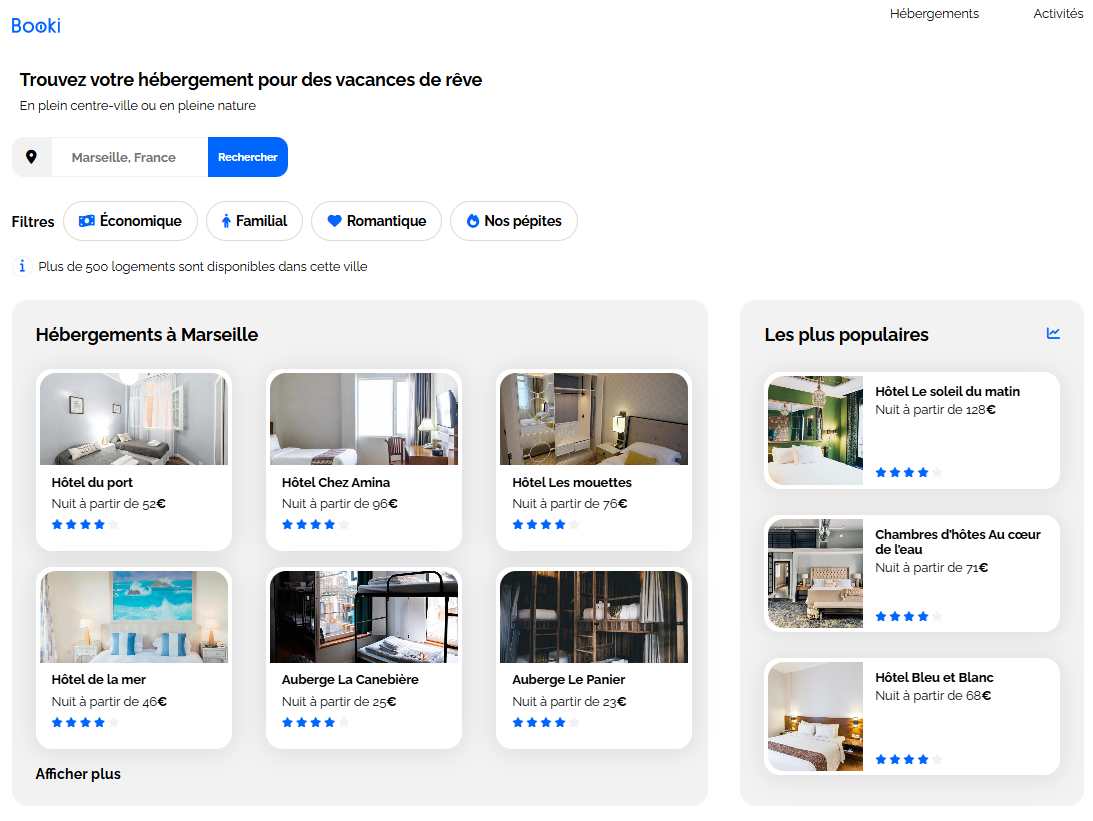 Booki
Hébergements
Activités
Trouvez votre hébergement pour des vacances de rêve
En plein centre-ville ou en pleine nature
Marseille, France
Rechercher
Filtres
Économique
Familial
Romantique
Nos pépites
Plus de 500 logements sont disponibles dans cette ville
Hébergements à Marseille
Hôtel du port
Nuit à partir de 52€
Hôtel Chez Amina
Nuit à partir de 96€
Hôtel Les mouettes
Nuit à partir de 76€
Hôtel de la mer
Nuit à partir de 46€
Auberge La Canebière
Nuit à partir de 25€
Auberge Le Panier
Nuit à partir de 23€
Afficher plus
Les plus populaires
Hôtel Le soleil du matin
Nuit à partir de 128€
Chambres d'hôtes Au cœur
de l'eau
Nuit à partir de 71€
Hôtel Bleu et Blanc
Nuit à partir de 68€